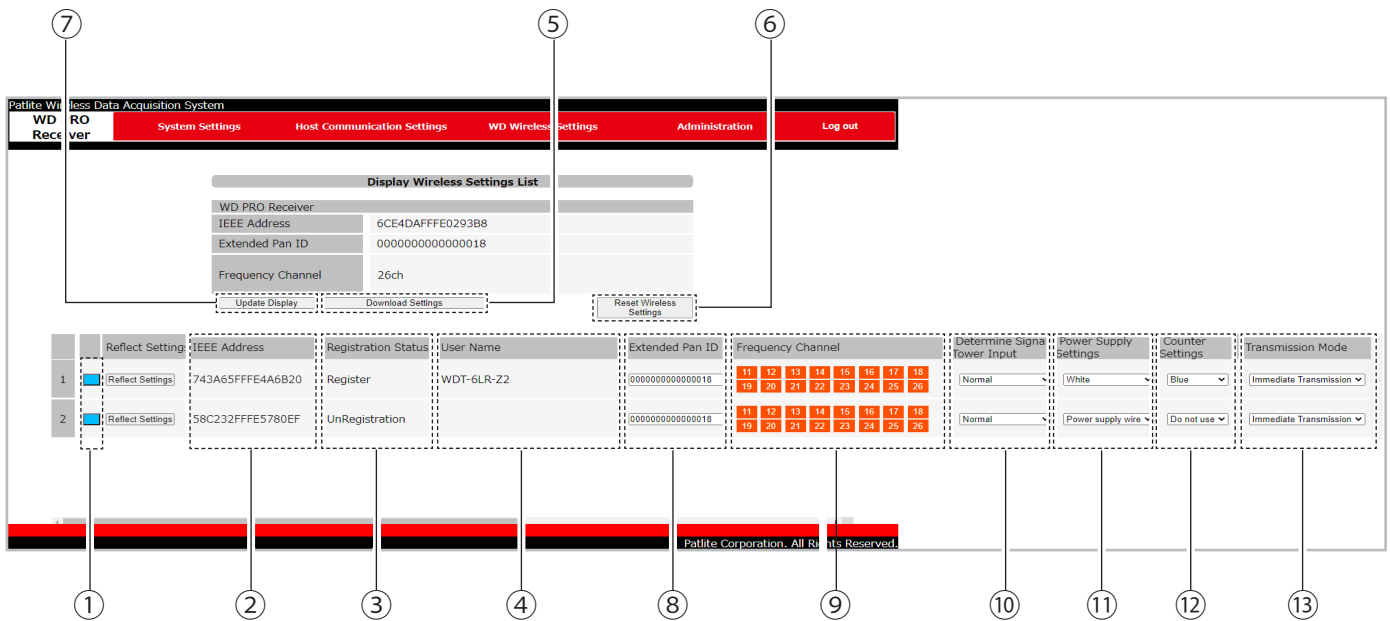 ⑦ ⑤ ⑥
Patlite Wireless Data Acquisition System
WD PRO
Receiver
System Settings Host Communication Settings WD Wireless Settings Administration Log out
Display Wireless Settings List
WD PRO Receiver
IEEE Address 6CE4DAFFFE0293B8
Extended Pan ID 0000000000000018
Frequency Channel 26ch
Update Display Download Settings Reset Wireless
Settings
Reflect Setting IEEE Address Registration Status User Name Extended Pan ID Frequency Channel Determine Signa Power Supply Counter Transmission Mode
Tower Input Settings Settings
11 12 13 14 15 16 17 18
1 Reflect Settings 743A65FFFE4A6B20 Register WDT-6LR-Z2 0000000000000018 Normal White Blue Immediate Transmission
19 20 21 22 23 24 25 26
11 12 13 14 15 16 17 18
2 Reflect Settings 58C232FFFE5780EF UnRegistration 0000000000000018 Normal Power supply wire Do not use Immediate Transmission
19 20 21 22 23 24 25 26
Patlite Corporation. All Rights Reserved.
① ② ③ ④ ⑧ ⑨ ⑩ ⑪ ⑫ ⑬